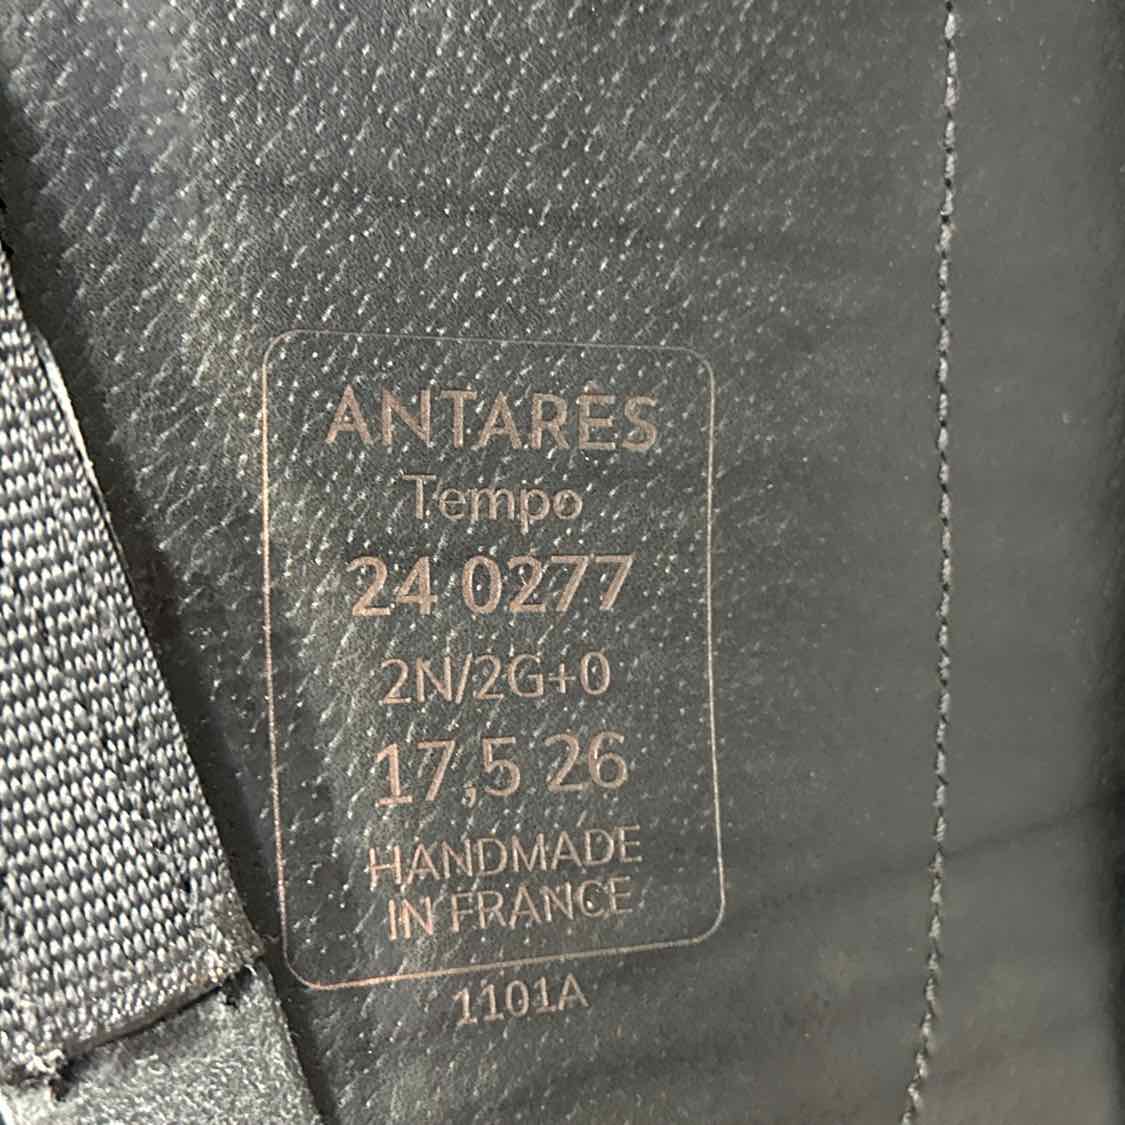 ANTARÈS
Tempo
24 0277
2N/2G+0
17,5 26
HANDMADE
IN FRANCE
1101A